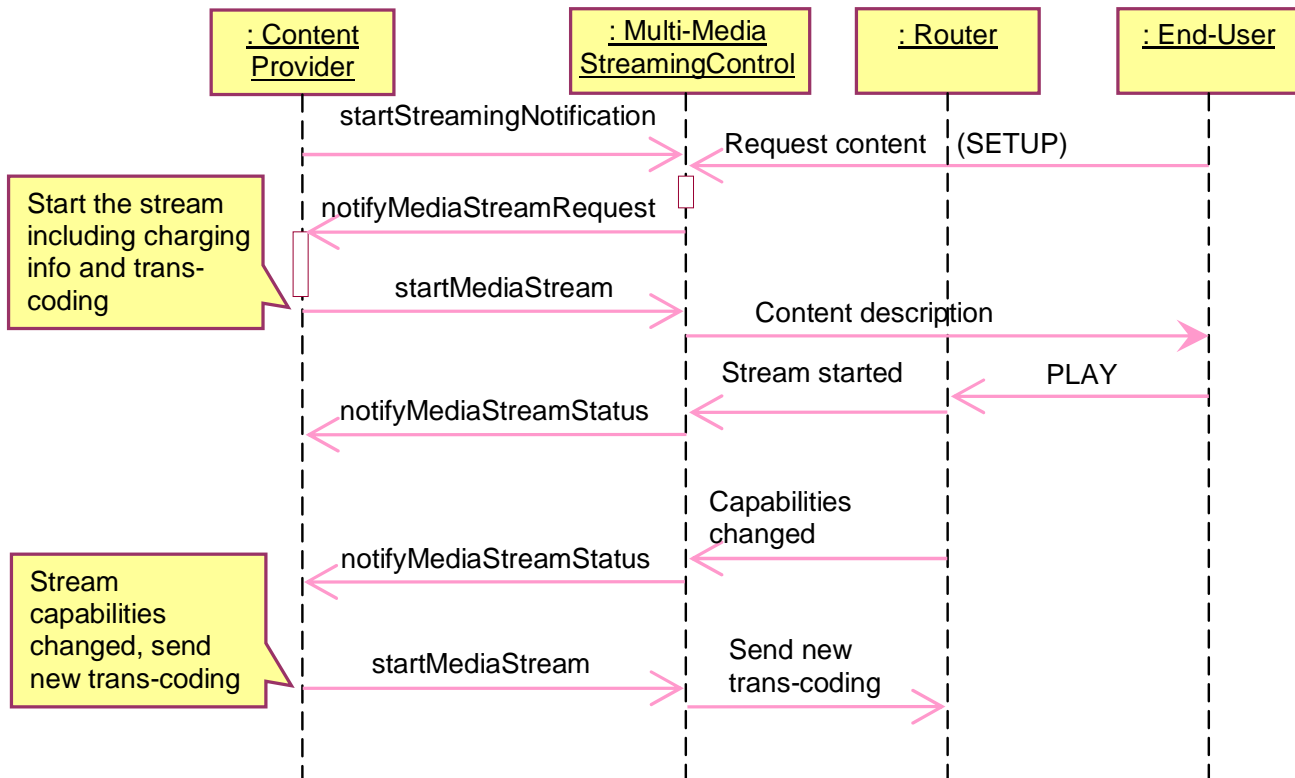 : Content
Provider
: Multi-Media
StreamingControl
: Router
: End-User
startStreamingNotification
Request content (SETUP)
Start the stream
including charging
info and trans-
coding
notifyMediaStreamRequest
startMediaStream
Content description
Stream started
PLAY
notifyMediaStreamStatus
Capabilities
changed
notifyMediaStreamStatus
Stream
capabilities
changed, send
new trans-coding
startMediaStream
Send new
trans-coding